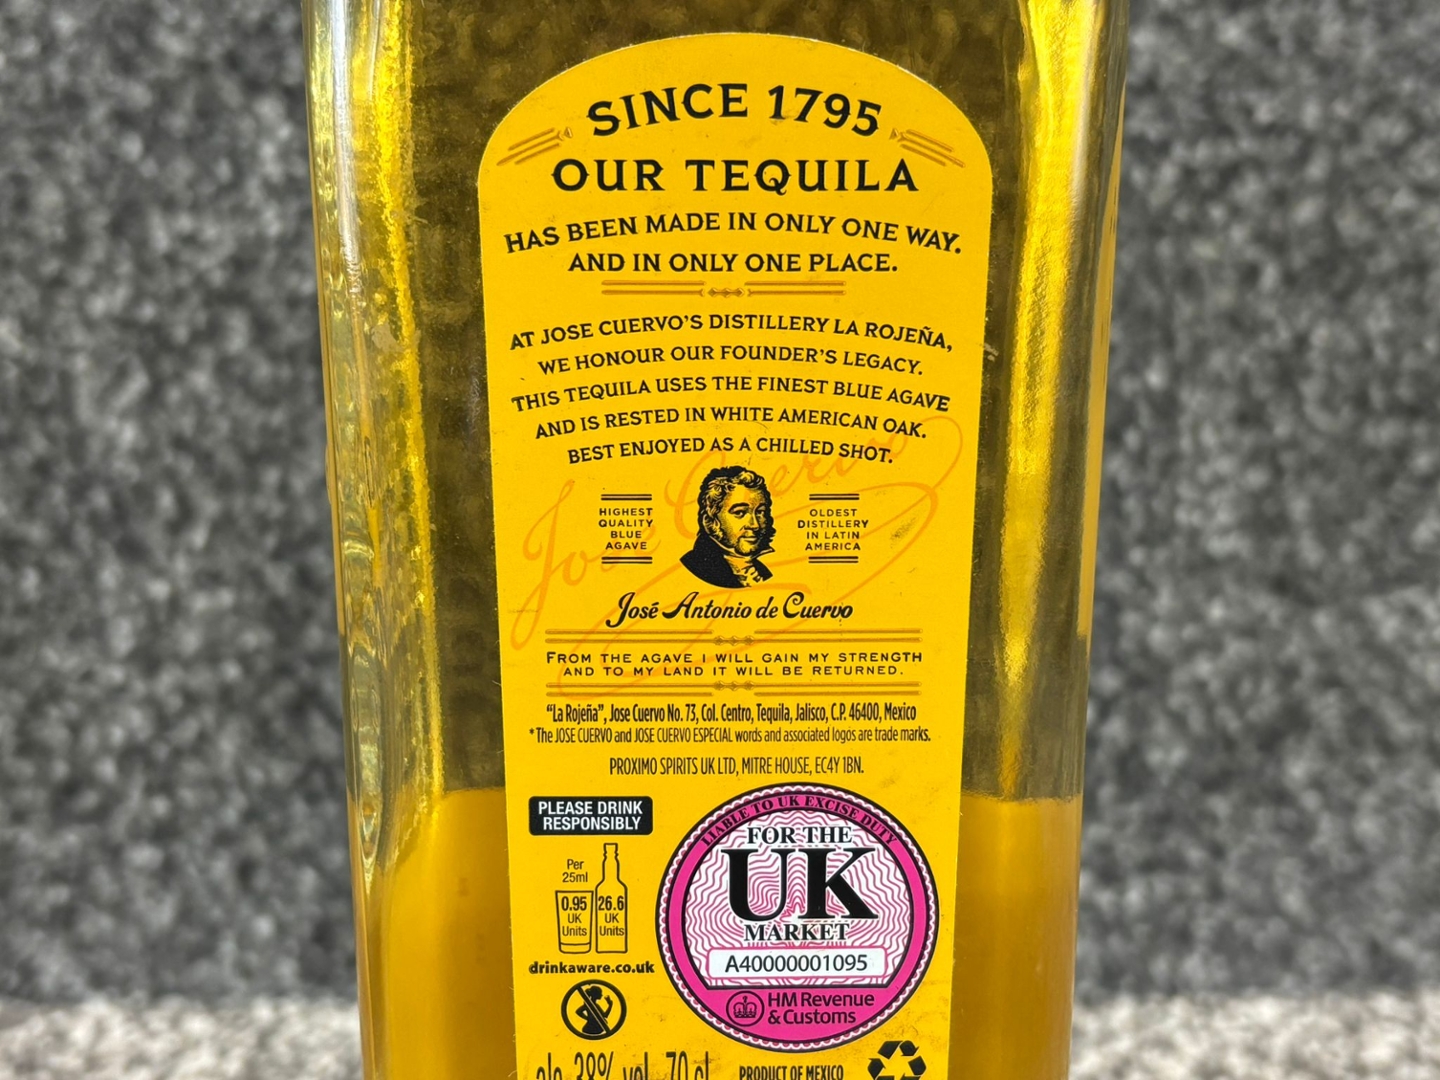 SINCE 1795
OUR TEQUILA
HAS BEEN MADE IN ONLY ONE WAY.
AND IN ONLY ONE PLACE.
AT JOSE CUERVO'S DISTILLERY LA ROJEÑA,
WE HONOUR OUR FOUNDER'S LEGACY.
THIS TEQUILA USES THE FINEST BLUE AGAVE
AND IS RESTED IN WHITE AMERICAN OAK.
BEST ENJOYED AS A CHILLED SHOT.
Jose Cuervo
HIGHEST
QUALITY
BLUE
AGAVE
OLDEST
DISTILLERY
IN LATIN
AMERICA
José Antonio de Cuervo
FROM THE AGAVE I WILL GAIN MY STRENGTH
AND TO MY LAND IT WILL BE RETURNED.
"La Rojeña", Jose Cuervo No. 73, Col. Centro, Tequila, Jalisco, C.P. 46400, Mexico
*The JOSE CUERVO and JOSE CUERVO ESPECIAL words and associated logos are trade marks.
PROXIMO SPIRITS UK LTD, MITRE HOUSE, EC4Y 1BN.
PLEASE DRINK
RESPONSIBLY
Per
25ml
0.95
UK
Units
26.6
UK
Units
drinkaware.co.uk
LIABLE TO UK EXCISE DUTY
FOR THE
UK
MARKET
A40000001095
HM Revenue
& Customs
alc. 38% vol. 70 cl
PRODUCT OF MEXICO